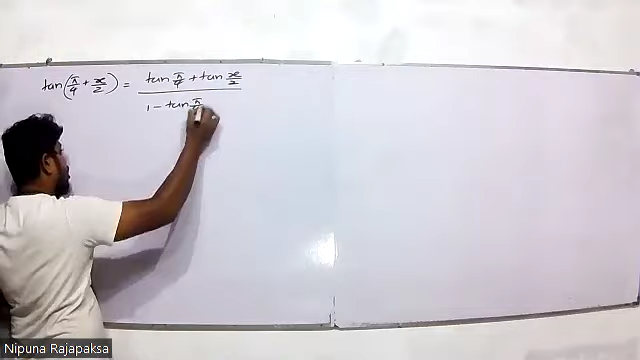 tan(π/4 + x/2) = (tan π/4 + tan x/2) / (1 - tan π/4
Nipuna Rajapaksa